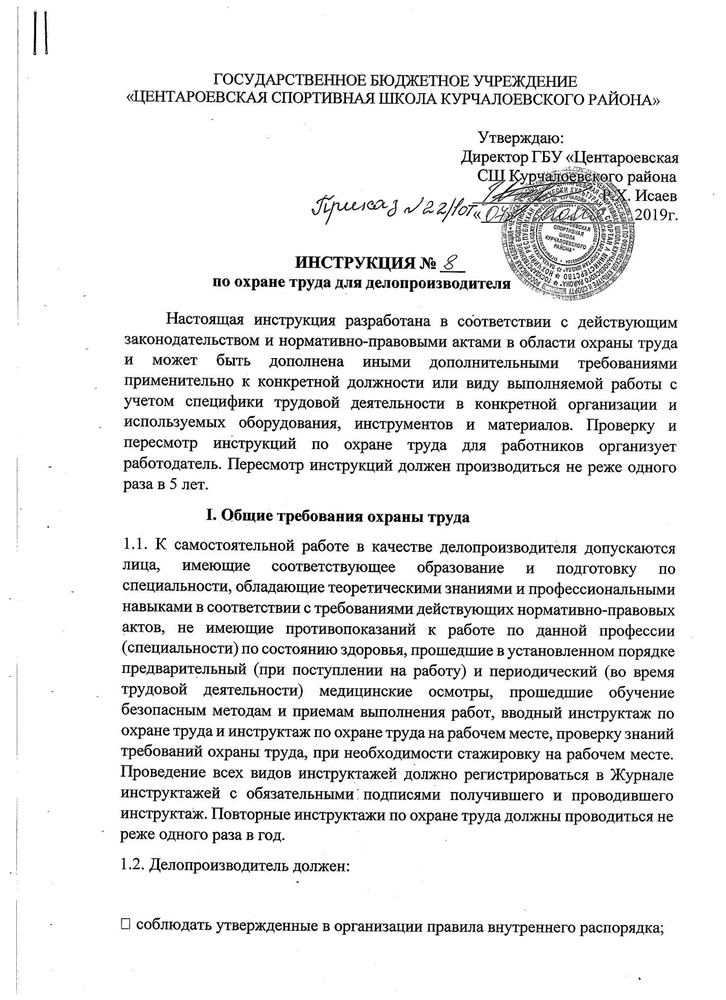 ГОСУДАРСТВЕННОЕ БЮДЖЕТНОЕ УЧРЕЖДЕНИЕ
«ЦЕНТАРОЕВСКАЯ СПОРТИВНАЯ ШКОЛА КУРЧАЛОЕВСКОГО РАЙОНА»
Утверждаю:
Директор ГБУ «Центароевская
СШ Курчалоевского района
Р.Х. Исаев
Приказ №22/1от «04» 2019г.
ГБУ
"ЦЕНТАРОЕВСКАЯ
СПОРТИВНАЯ
ШКОЛА
КУРЧАЛОЕВСКОГО
РАЙОНА"
ИНСТРУКЦИЯ № 8
по охране труда для делопроизводителя
Настоящая инструкция разработана в соответствии с действующим
законодательством и нормативно-правовыми актами в области охраны труда
и может быть дополнена иными дополнительными требованиями
применительно к конкретной должности или виду выполняемой работы с
учетом специфики трудовой деятельности в конкретной организации и
используемых оборудования, инструментов и материалов. Проверку и
пересмотр инструкций по охране труда для работников организует
работодатель. Пересмотр инструкций должен производиться не реже одного
раза в 5 лет.
I. Общие требования охраны труда
1.1. К самостоятельной работе в качестве делопроизводителя допускаются
лица, имеющие соответствующее образование и подготовку по
специальности, обладающие теоретическими знаниями и профессиональными
навыками в соответствии с требованиями действующих нормативно-правовых
актов, не имеющие противопоказаний к работе по данной профессии
(специальности) по состоянию здоровья, прошедшие в установленном порядке
предварительный (при поступлении на работу) и периодический (во время
трудовой деятельности) медицинские осмотры, прошедшие обучение
безопасным методам и приемам выполнения работ, вводный инструктаж по
охране труда и инструктаж по охране труда на рабочем месте, проверку знаний
требований охраны труда, при необходимости стажировку на рабочем месте.
Проведение всех видов инструктажей должно регистрироваться в Журнале
инструктажей с обязательными подписями получившего и проводившего
инструктаж. Повторные инструктажи по охране труда должны проводиться не
реже одного раза в год.
1.2. Делопроизводитель должен:
□ соблюдать утвержденные в организации правила внутреннего распорядка;